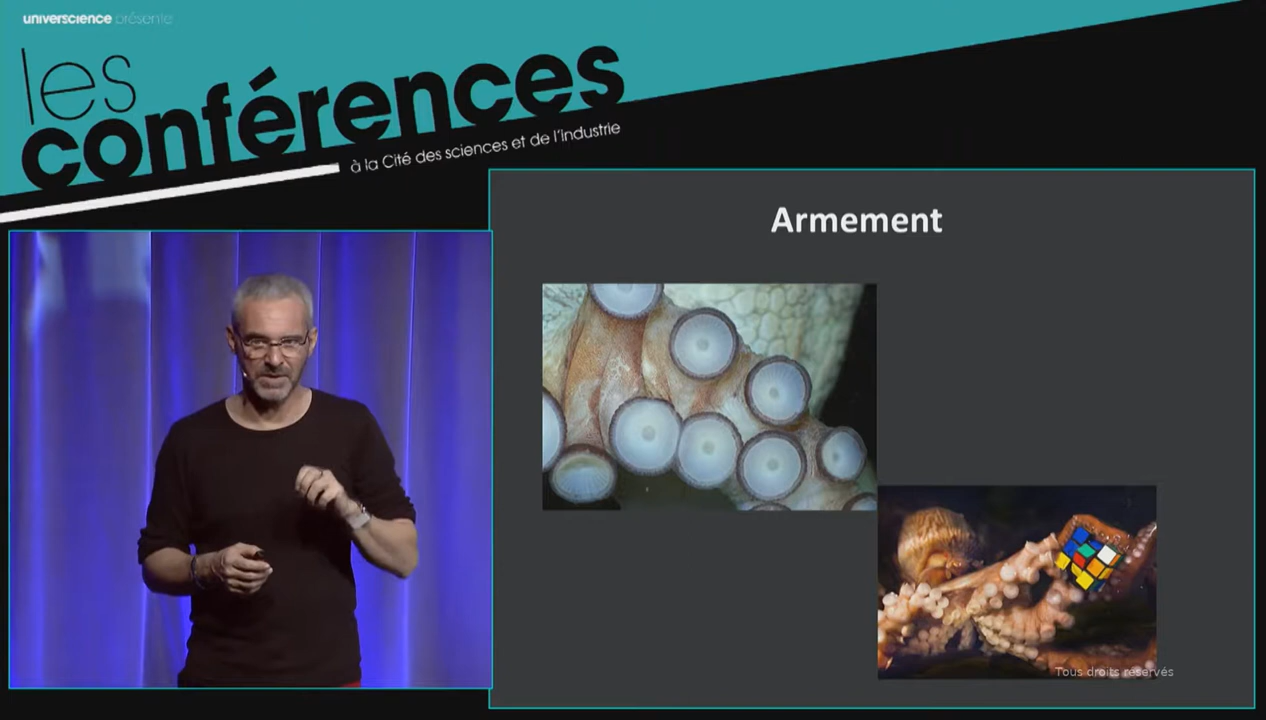 universcience présente
les
conférences
à la Cité des sciences et de l'industrie
Armement
Tous droits réservés